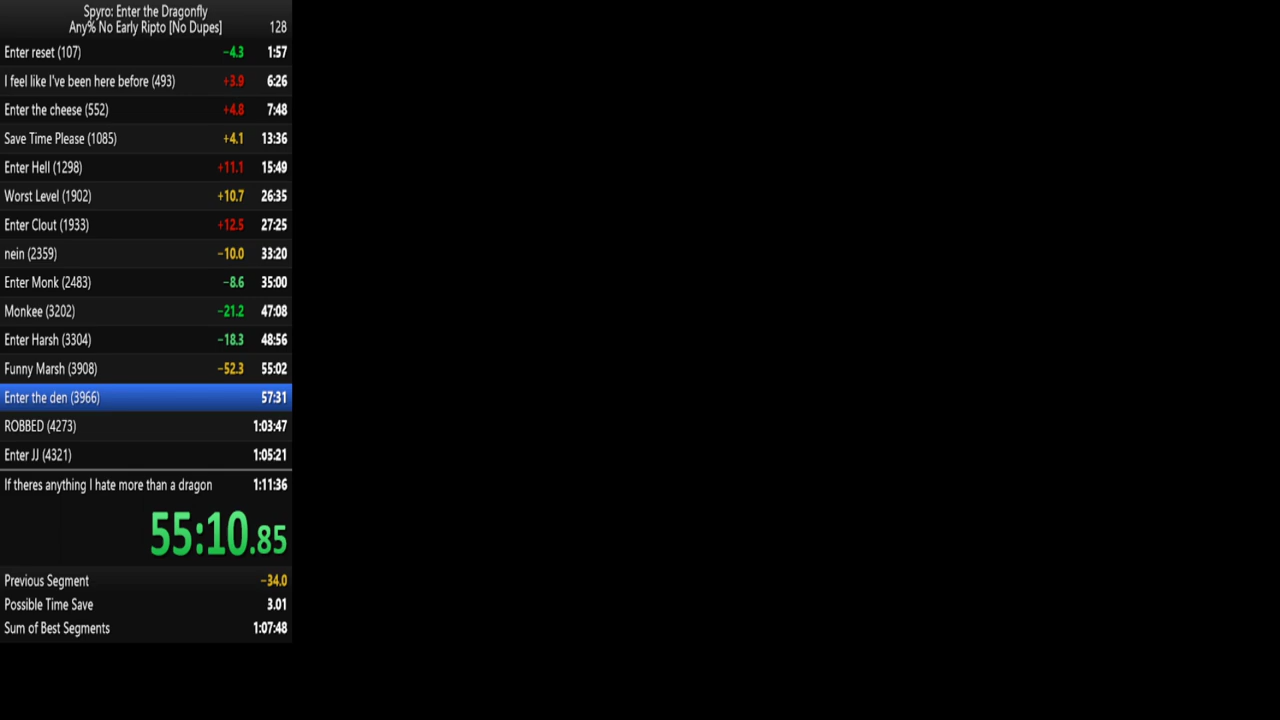 Spyro: Enter the Dragonfly
Any% No Early Ripto [No Dupes] 128
Enter reset (107) −4.3 1:57
I feel like I've been here before (493) +3.9 6:26
Enter the cheese (552) +4.8 7:48
Save Time Please (1085) +4.1 13:36
Enter Hell (1298) +11.1 15:49
Worst Level (1902) +10.7 26:35
Enter Clout (1933) +12.5 27:25
nein (2359) −10.0 33:20
Enter Monk (2483) −8.6 35:00
Monkee (3202) −21.2 47:08
Enter Harsh (3304) −18.3 48:56
Funny Marsh (3908) −52.3 55:02
Enter the den (3966) 57:31
ROBBED (4273) 1:03:47
Enter JJ (4321) 1:05:21
If theres anything I hate more than a dragon 1:11:36
55:10.85
Previous Segment −34.0
Possible Time Save 3.01
Sum of Best Segments 1:07:48